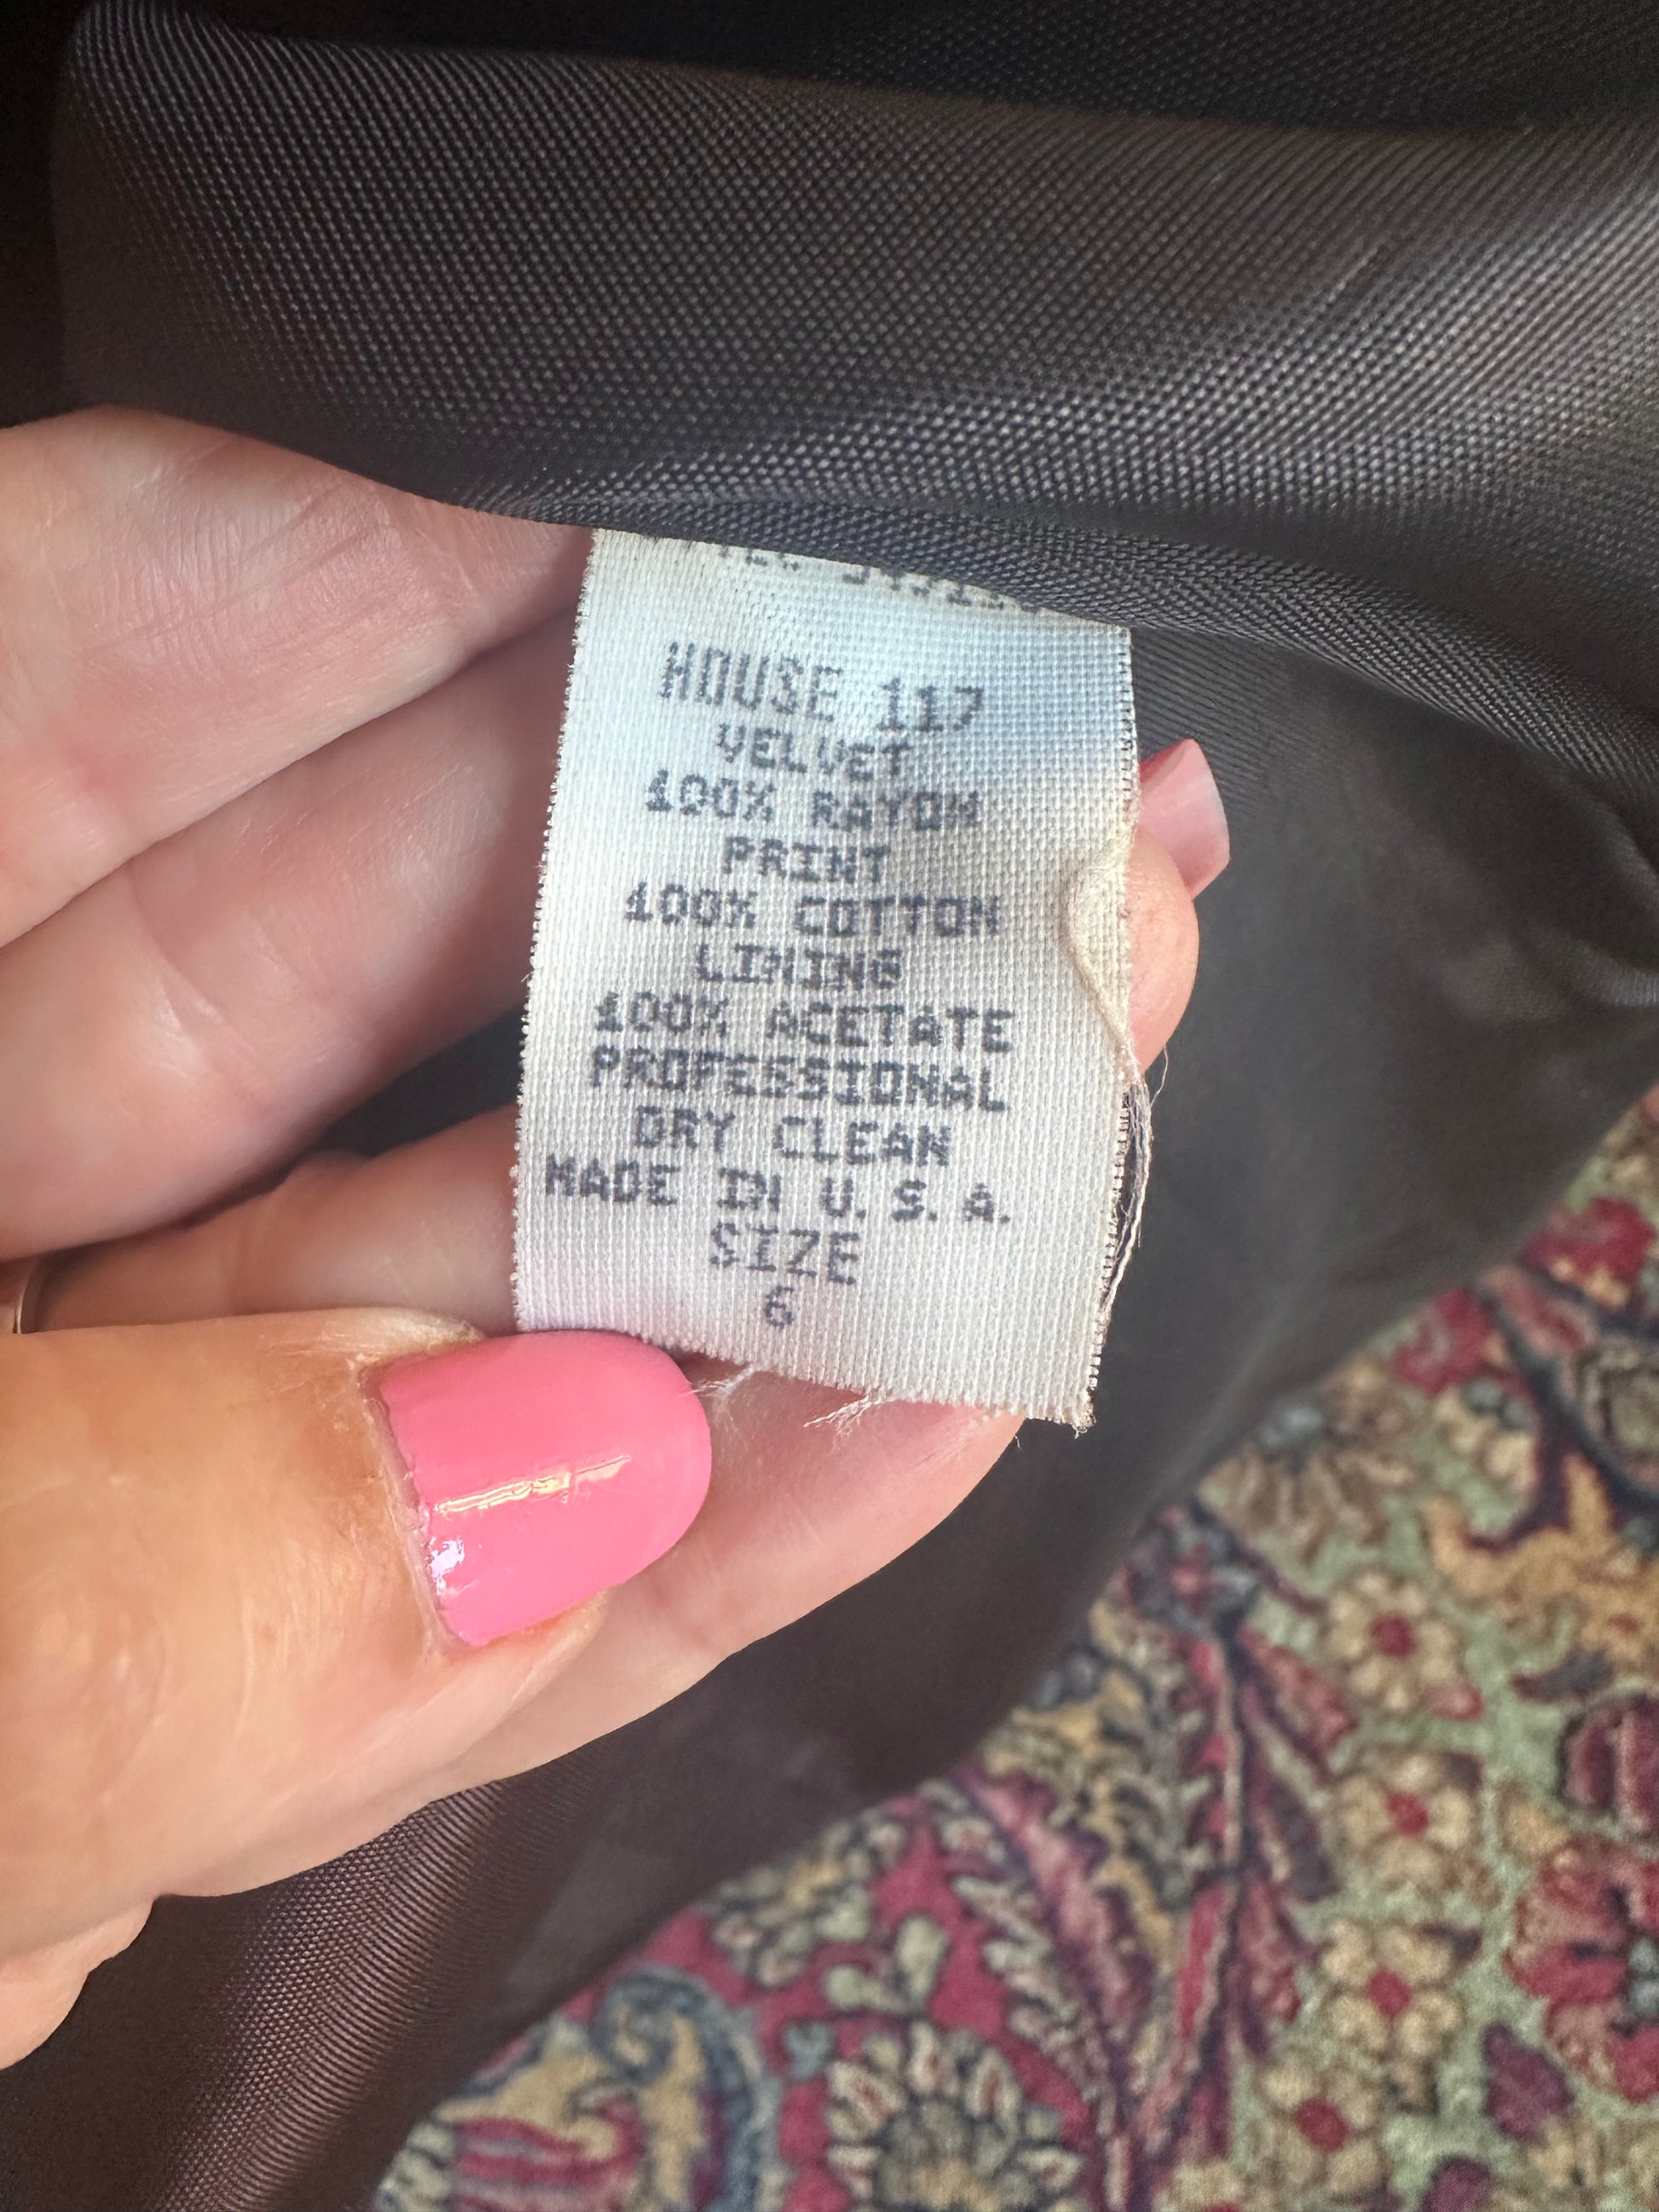 HOUSE 117
VELVET
100% RAYON
PRINT
100% COTTON
LINING
100% ACETATE
PROFESSIONAL
DRY CLEAN
MADE IN U.S.A.
SIZE
6